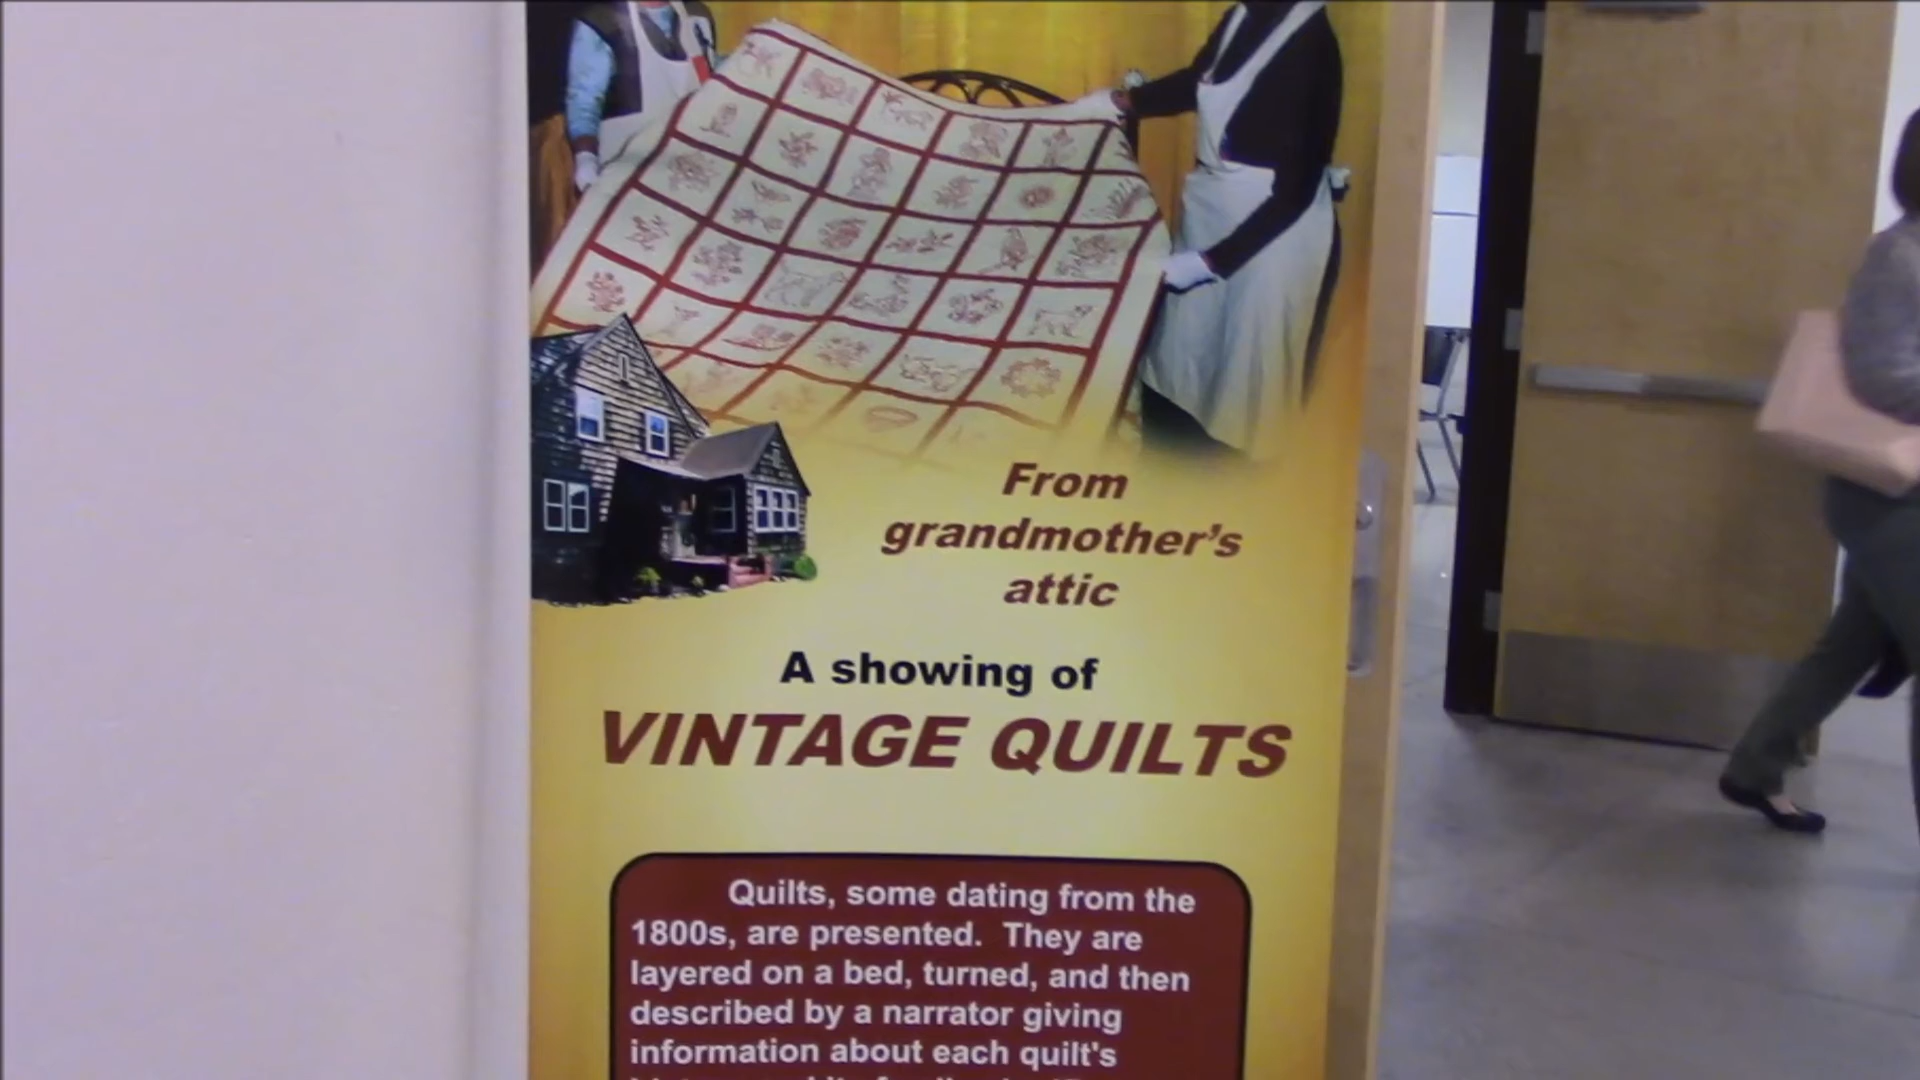 From
grandmother's
attic
A showing of
VINTAGE QUILTS
Quilts, some dating from the
1800s, are presented. They are
layered on a bed, turned, and then
described by a narrator giving
information about each quilt's